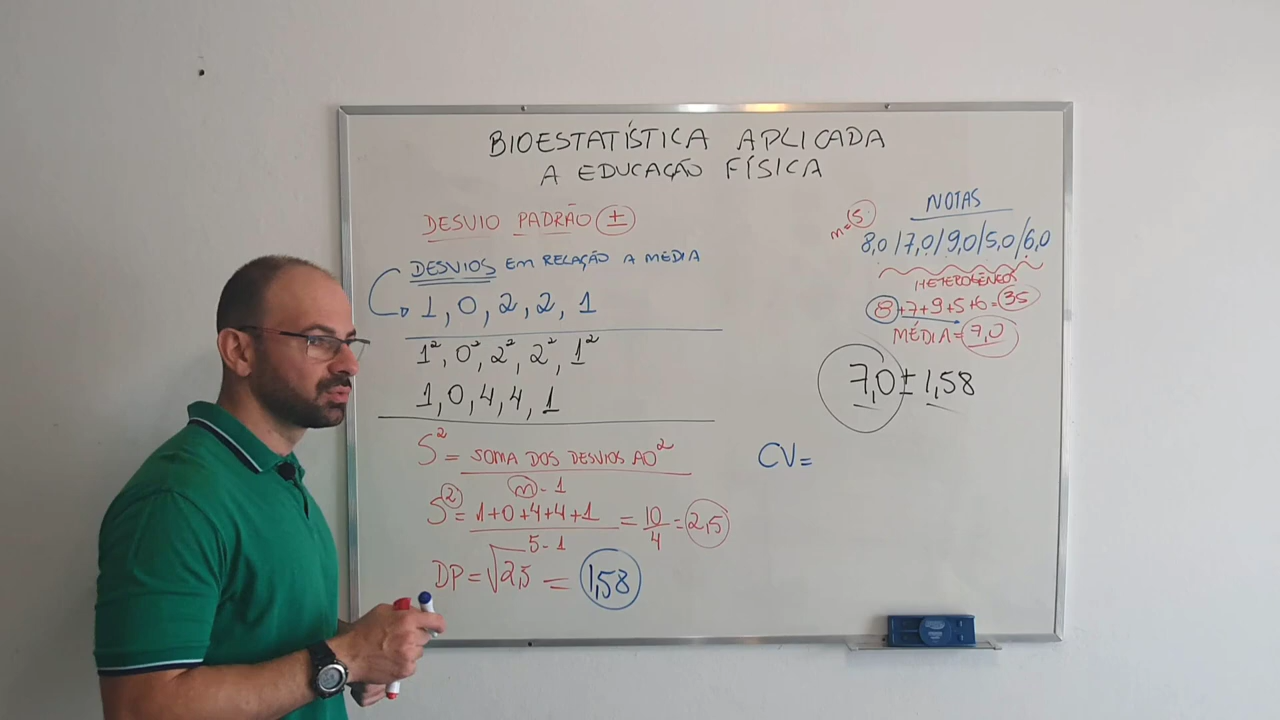 BIOESTATÍSTICA APLICADA
A EDUCAÇÃO FÍSICA
DESVIO PADRÃO ±
DESVIOS EM RELAÇÃO A MÉDIA
1, 0, 2, 2, 1
1², 0², 2², 2², 1²
1, 0, 4, 4, 1
S² = SOMA DOS DESVIOS AO²
n - 1
S² = 1+0+4+4+1 = 10 = 2,5
5 - 1 4
DP = √2,5 = 1,58
NOTAS
n = 5
8,0 / 7,0 / 9,0 / 5,0 / 6,0
HETEROGÊNEO
8+7+9+5+6 = 35
MÉDIA = 7,0
7,0 ± 1,58
CV =